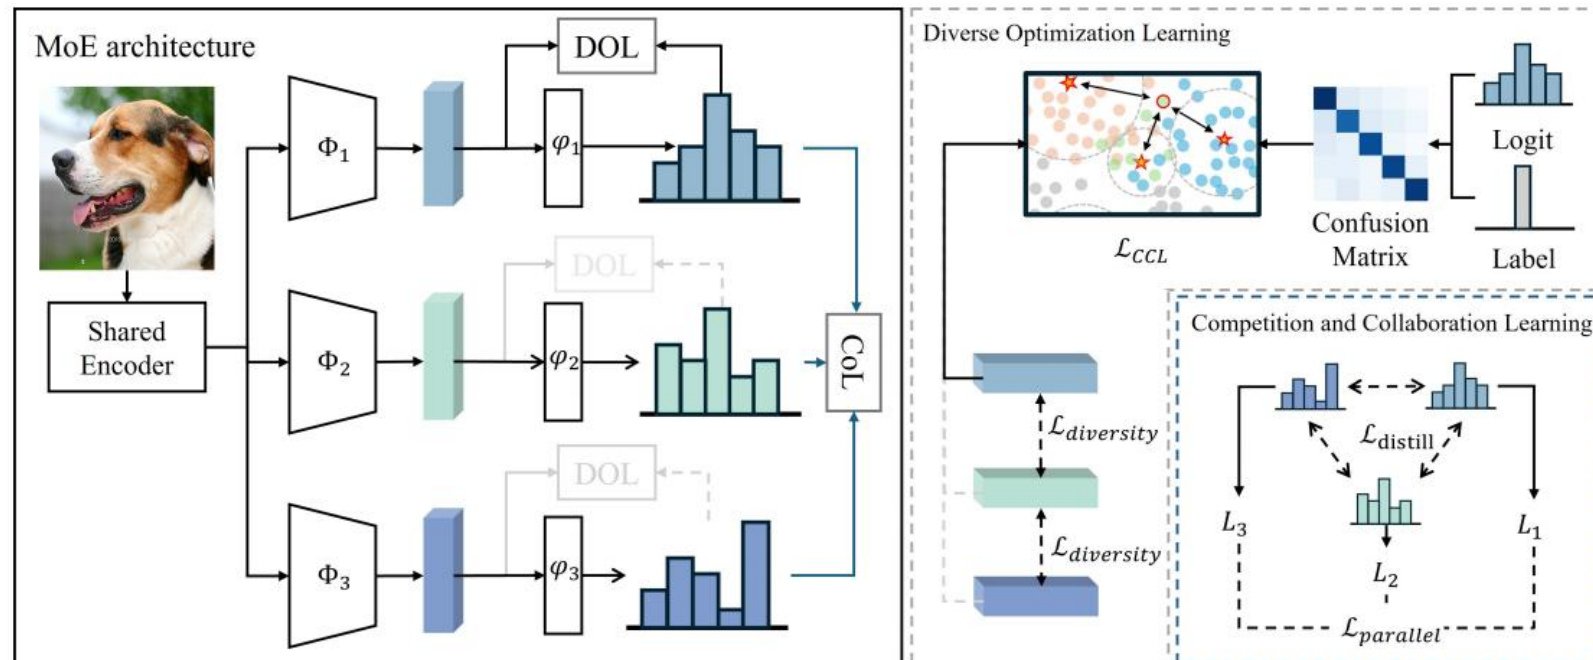 MoE architecture
DOL
Φ1
φ1
Shared
Encoder
DOL
Φ2
φ2
CoL
DOL
Φ3
φ3
Diverse Optimization Learning
Logit
Label
Confusion
Matrix
ℒCCL
ℒdiversity
ℒdiversity
Competition and Collaboration Learning
ℒdistill
L3
L1
L2
ℒparallel